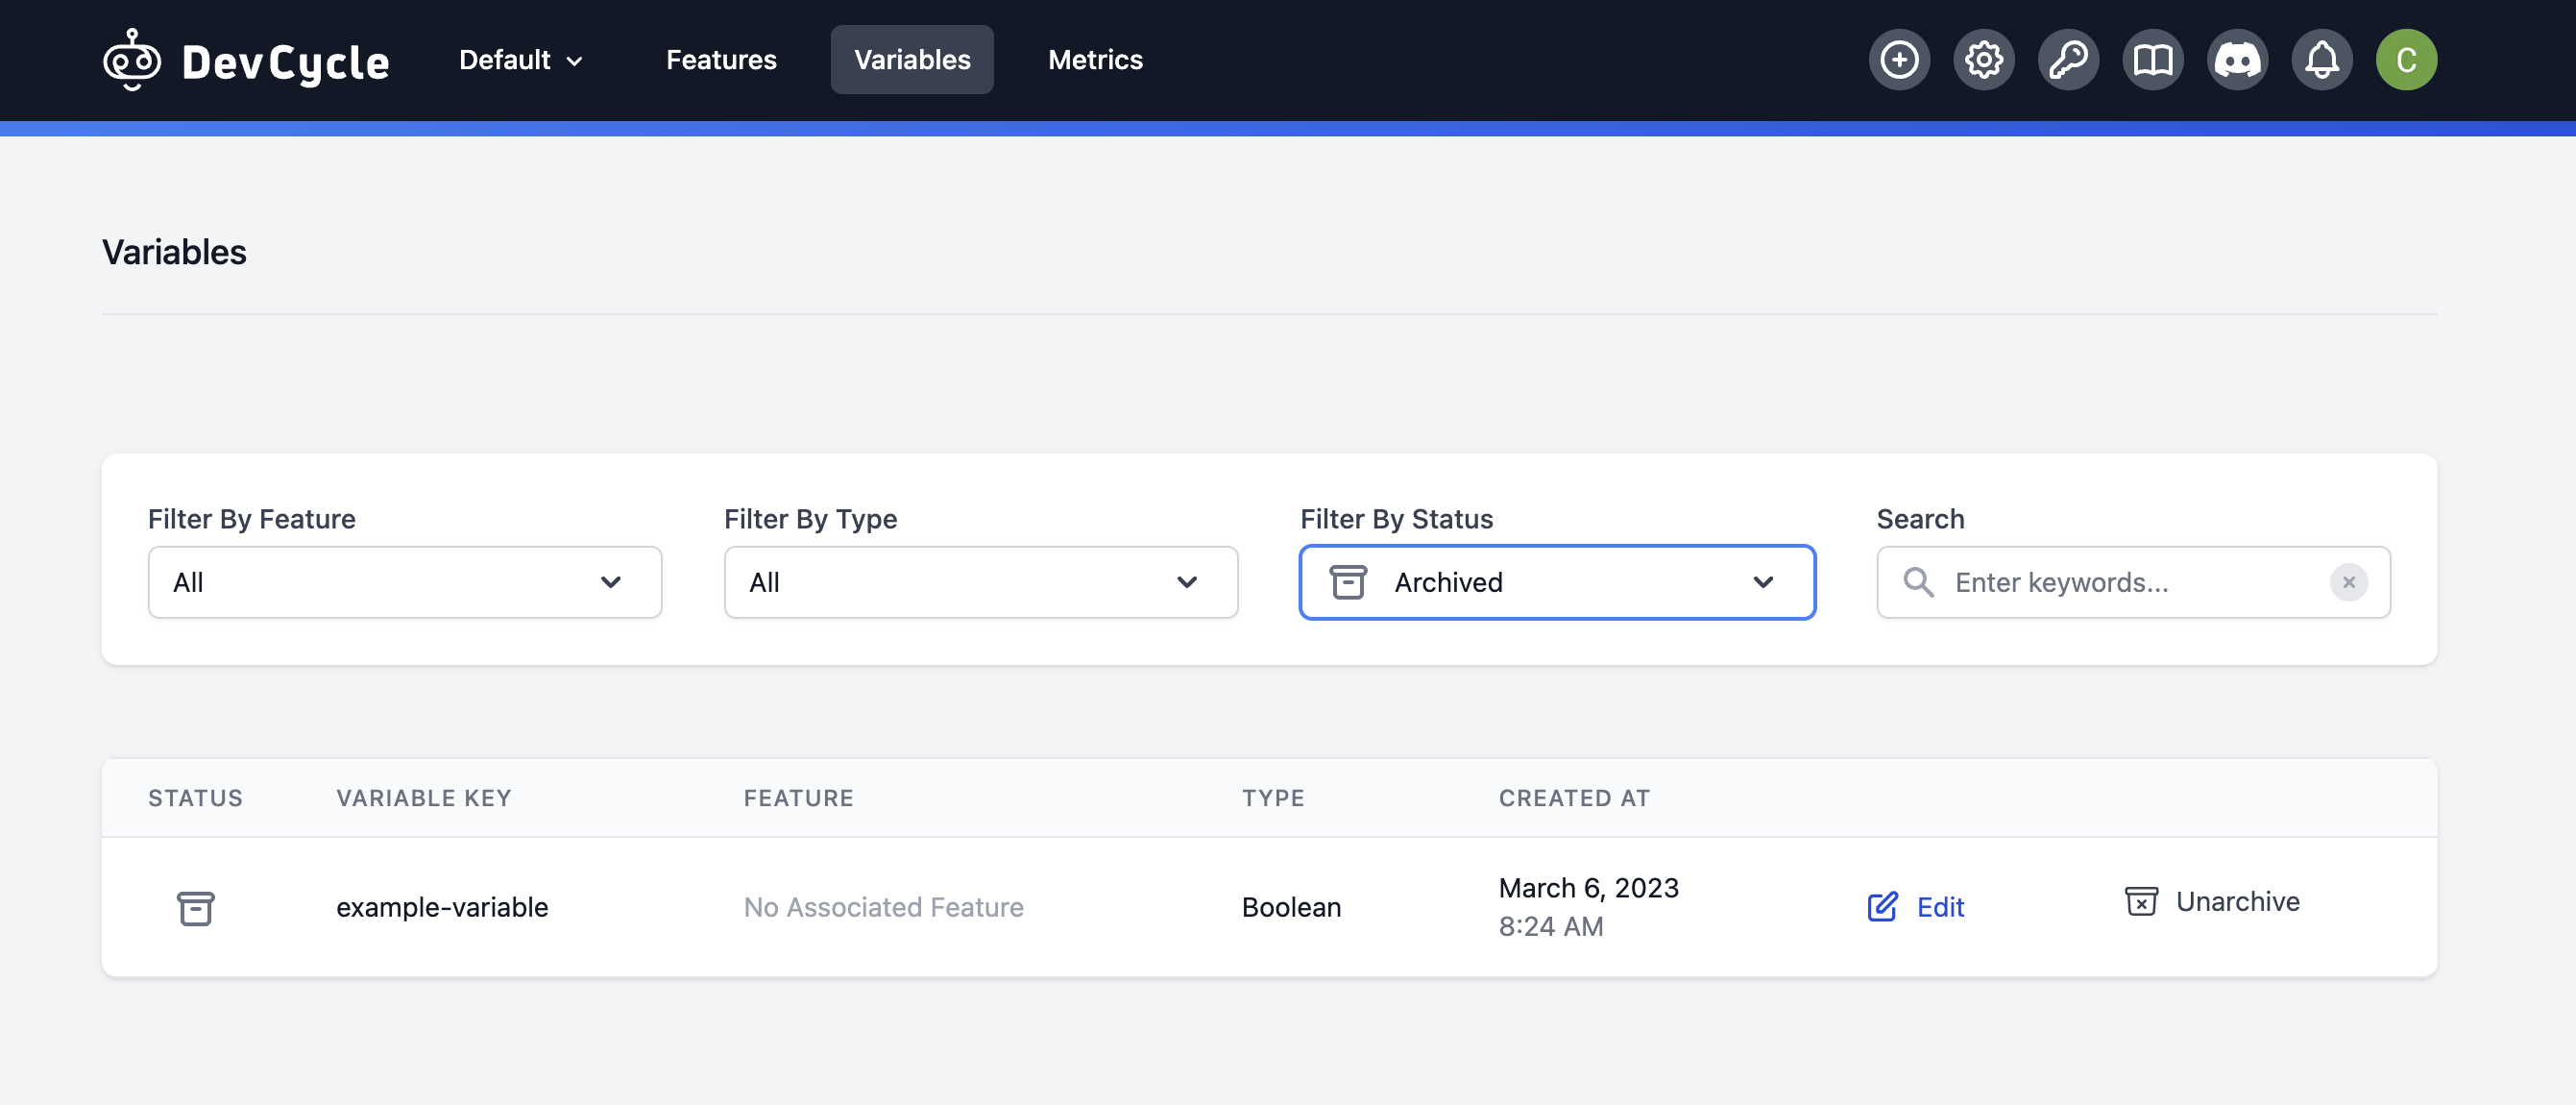 DevCycle Default Features Variables Metrics C
Variables
Filter By Feature Filter By Type Filter By Status Search
All All Archived Enter keywords...
STATUS VARIABLE KEY FEATURE TYPE CREATED AT
example-variable No Associated Feature Boolean March 6, 2023 Edit Unarchive
8:24 AM